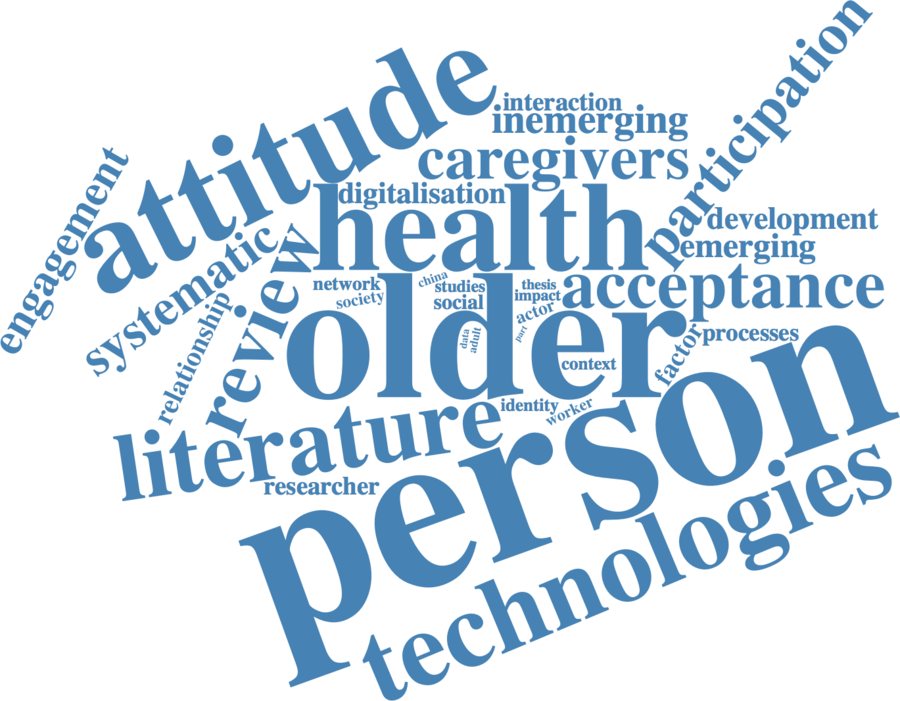 attitude
interaction
inemerging
participation
caregivers
engagement
digitalisation
health
development
systematic
review
emerging
network
china
studies
thesis
acceptance
society
social
impact
actor
relationship
older
data
adult
part
factor
processes
context
literature
identity
worker
person
researcher
technologies